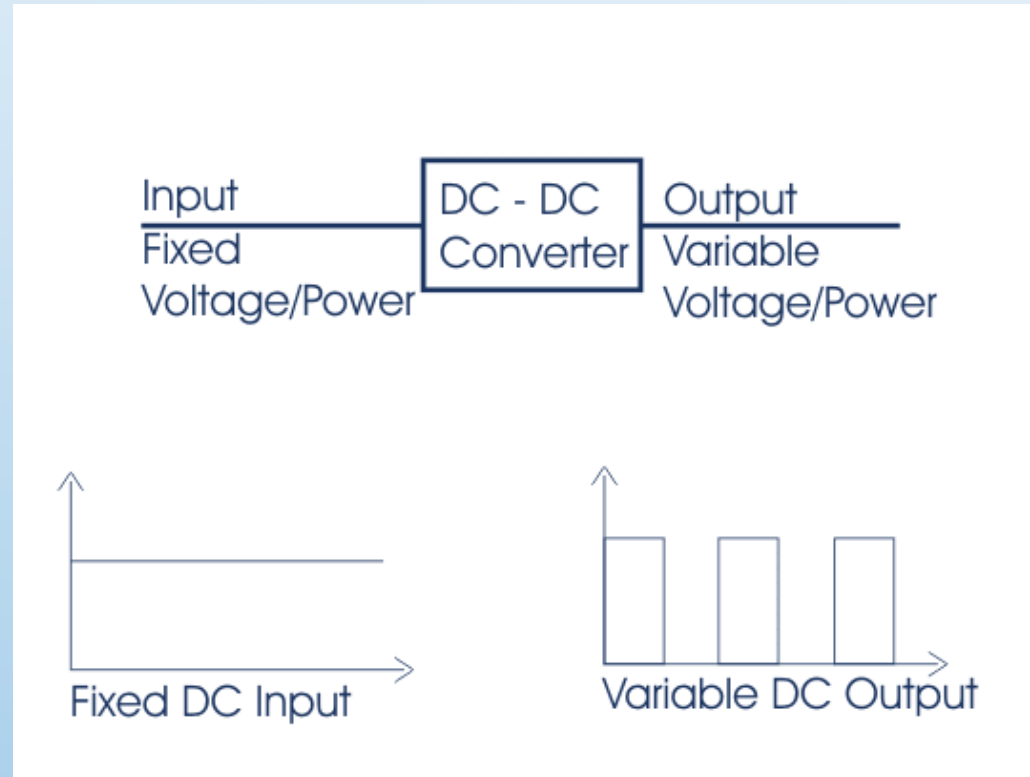 Input
Fixed
Voltage/Power
DC - DC
Converter
Output
Variable
Voltage/Power
Fixed DC Input
Variable DC Output